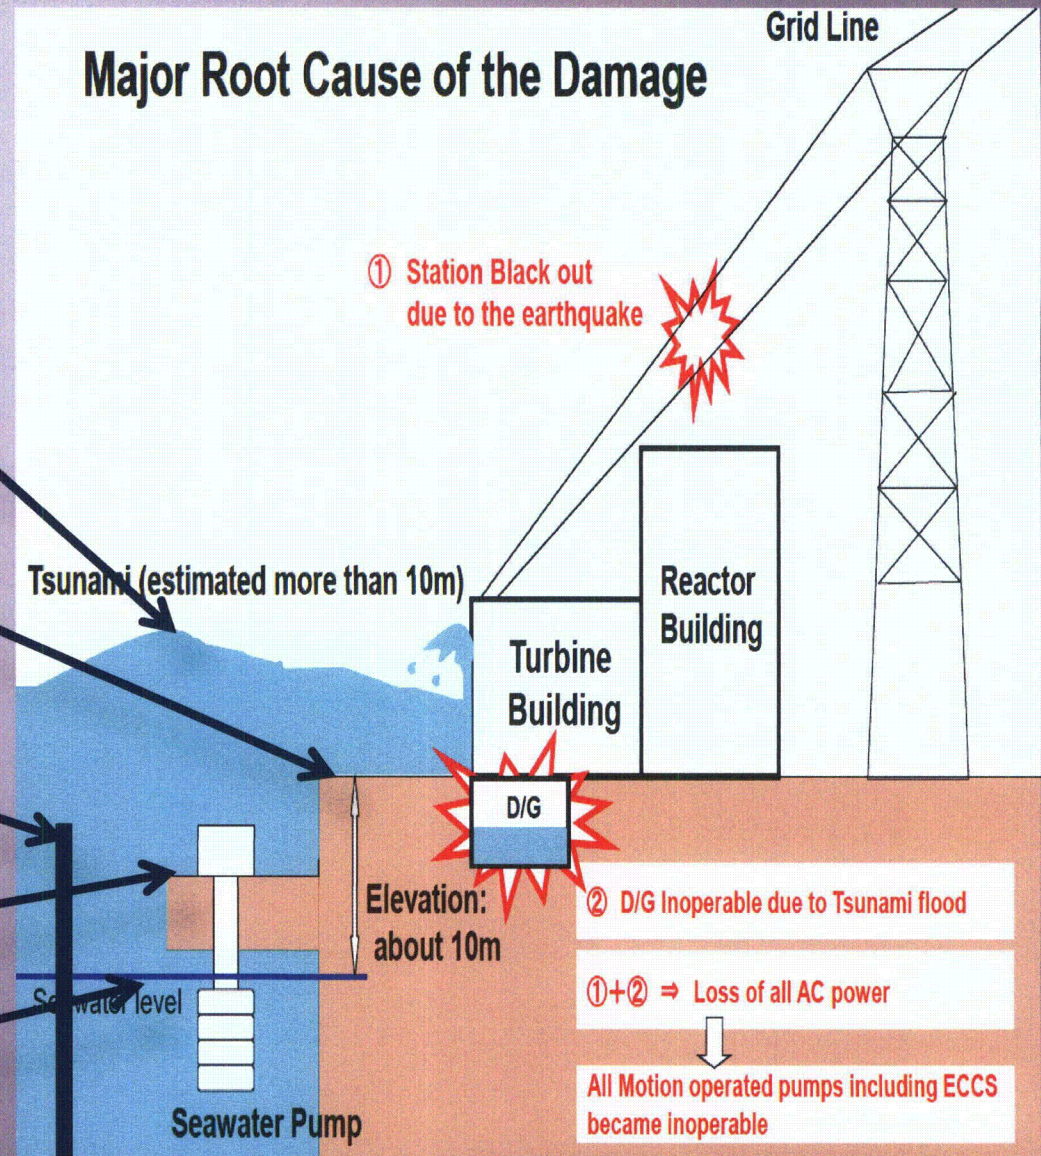 Grid Line
Major Root Cause of the Damage
① Station Black out
due to the earthquake
Tsunami (estimated more than 10m)
Reactor
Building
Turbine
Building
D/G
Elevation:
about 10m
② D/G Inoperable due to Tsunami flood
Seawater level
①+② ⇒ Loss of all AC power
All Motion operated pumps including ECCS
became inoperable
Seawater Pump